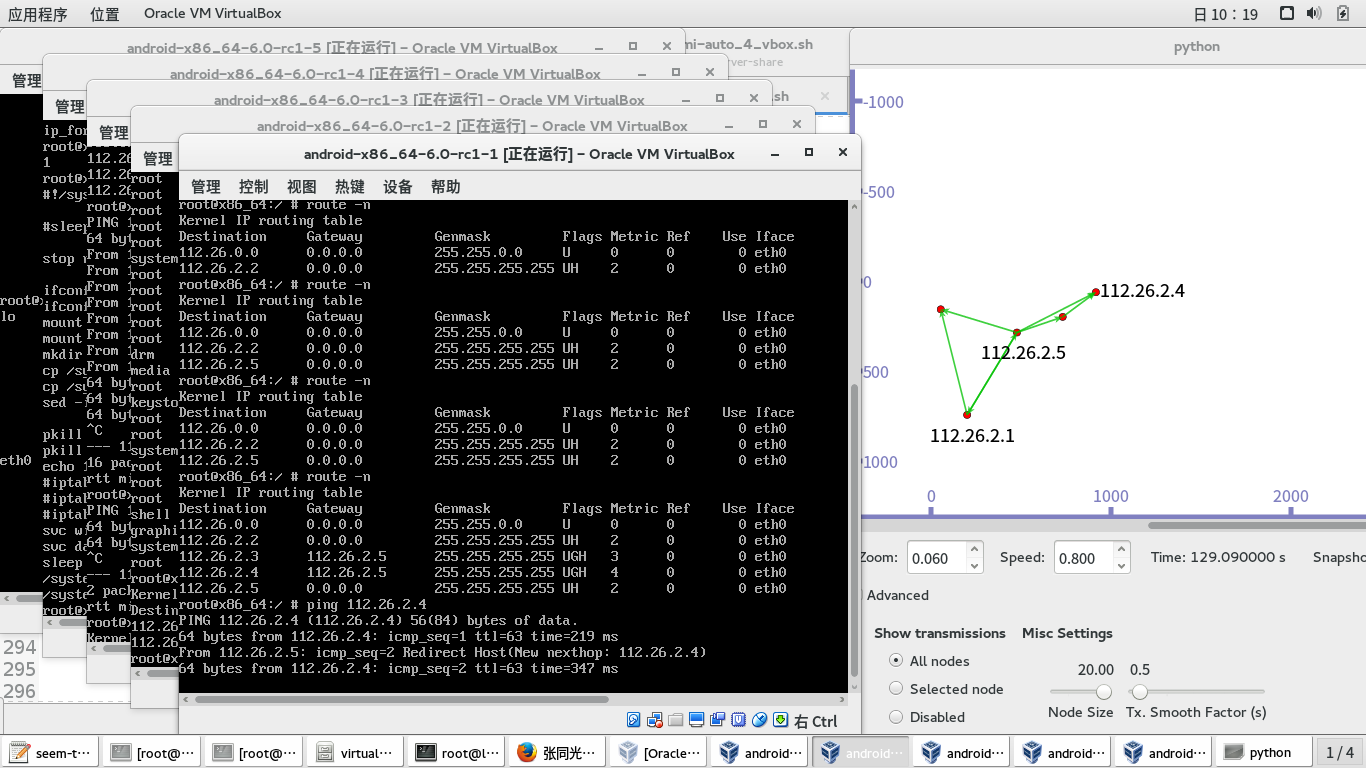 应用程序 位置 Oracle VM VirtualBox 日 10：19
android-x86_64-6.0-rc1-5 [正在运行] - Oracle VM VirtualBox
mi-auto_4_vbox.sh
erver-share
python
管理
android-x86_64-6.0-rc1-4 [正在运行] - Oracle VM VirtualBox
管理
android-x86_64-6.0-rc1-3 [正在运行] - Oracle VM VirtualBox
.sh
管理
android-x86_64-6.0-rc1-2 [正在运行] - Oracle VM VirtualBox
管理
android-x86_64-6.0-rc1-1 [正在运行] - Oracle VM VirtualBox
管理 控制 视图 热键 设备 帮助
root@x86_64:/ # route -n
Kernel IP routing table
Destination Gateway Genmask Flags Metric Ref Use Iface
112.26.0.0 0.0.0.0 255.255.0.0 U 0 0 0 eth0
112.26.2.2 0.0.0.0 255.255.255.255 UH 2 0 0 eth0
root@x86_64:/ # route -n
Kernel IP routing table
Destination Gateway Genmask Flags Metric Ref Use Iface
112.26.0.0 0.0.0.0 255.255.0.0 U 0 0 0 eth0
112.26.2.2 0.0.0.0 255.255.255.255 UH 2 0 0 eth0
112.26.2.5 0.0.0.0 255.255.255.255 UH 2 0 0 eth0
root@x86_64:/ # route -n
Kernel IP routing table
Destination Gateway Genmask Flags Metric Ref Use Iface
112.26.0.0 0.0.0.0 255.255.0.0 U 0 0 0 eth0
112.26.2.2 0.0.0.0 255.255.255.255 UH 2 0 0 eth0
112.26.2.5 0.0.0.0 255.255.255.255 UH 2 0 0 eth0
root@x86_64:/ # route -n
Kernel IP routing table
Destination Gateway Genmask Flags Metric Ref Use Iface
112.26.0.0 0.0.0.0 255.255.0.0 U 0 0 0 eth0
112.26.2.2 0.0.0.0 255.255.255.255 UH 2 0 0 eth0
112.26.2.3 112.26.2.5 255.255.255.255 UGH 3 0 0 eth0
112.26.2.4 112.26.2.5 255.255.255.255 UGH 4 0 0 eth0
112.26.2.5 0.0.0.0 255.255.255.255 UH 2 0 0 eth0
root@x86_64:/ # ping 112.26.2.4
PING 112.26.2.4 (112.26.2.4) 56(84) bytes of data.
64 bytes from 112.26.2.4: icmp_seq=1 ttl=63 time=219 ms
From 112.26.2.5: icmp_seq=2 Redirect Host(New nexthop: 112.26.2.4)
64 bytes from 112.26.2.4: icmp_seq=2 ttl=63 time=347 ms
右 Ctrl
294
295
296
-1000
-500
0
500
1000
112.26.2.4
112.26.2.5
112.26.2.1
0 1000 2000
Zoom: 0.060 Speed: 0.800 Time: 129.090000 s Snapsho
Advanced
Show transmissions Misc Settings
All nodes 20.00 0.5
Selected node
Node Size Tx. Smooth Factor (s)
Disabled
seem-t… [root@… [root@… virtual… root@l… 张同光… [Oracle… android… android… android… android… android… python 1 / 4